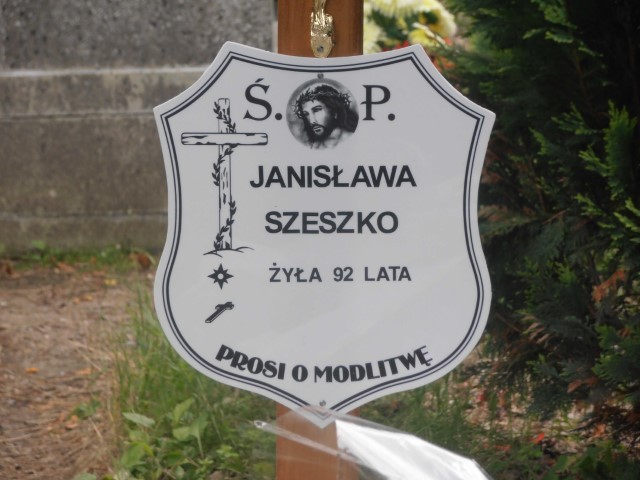 Ś. P.
JANISŁAWA
SZESZKO
ŻYŁA 92 LATA
PROSI O MODLITWĘ